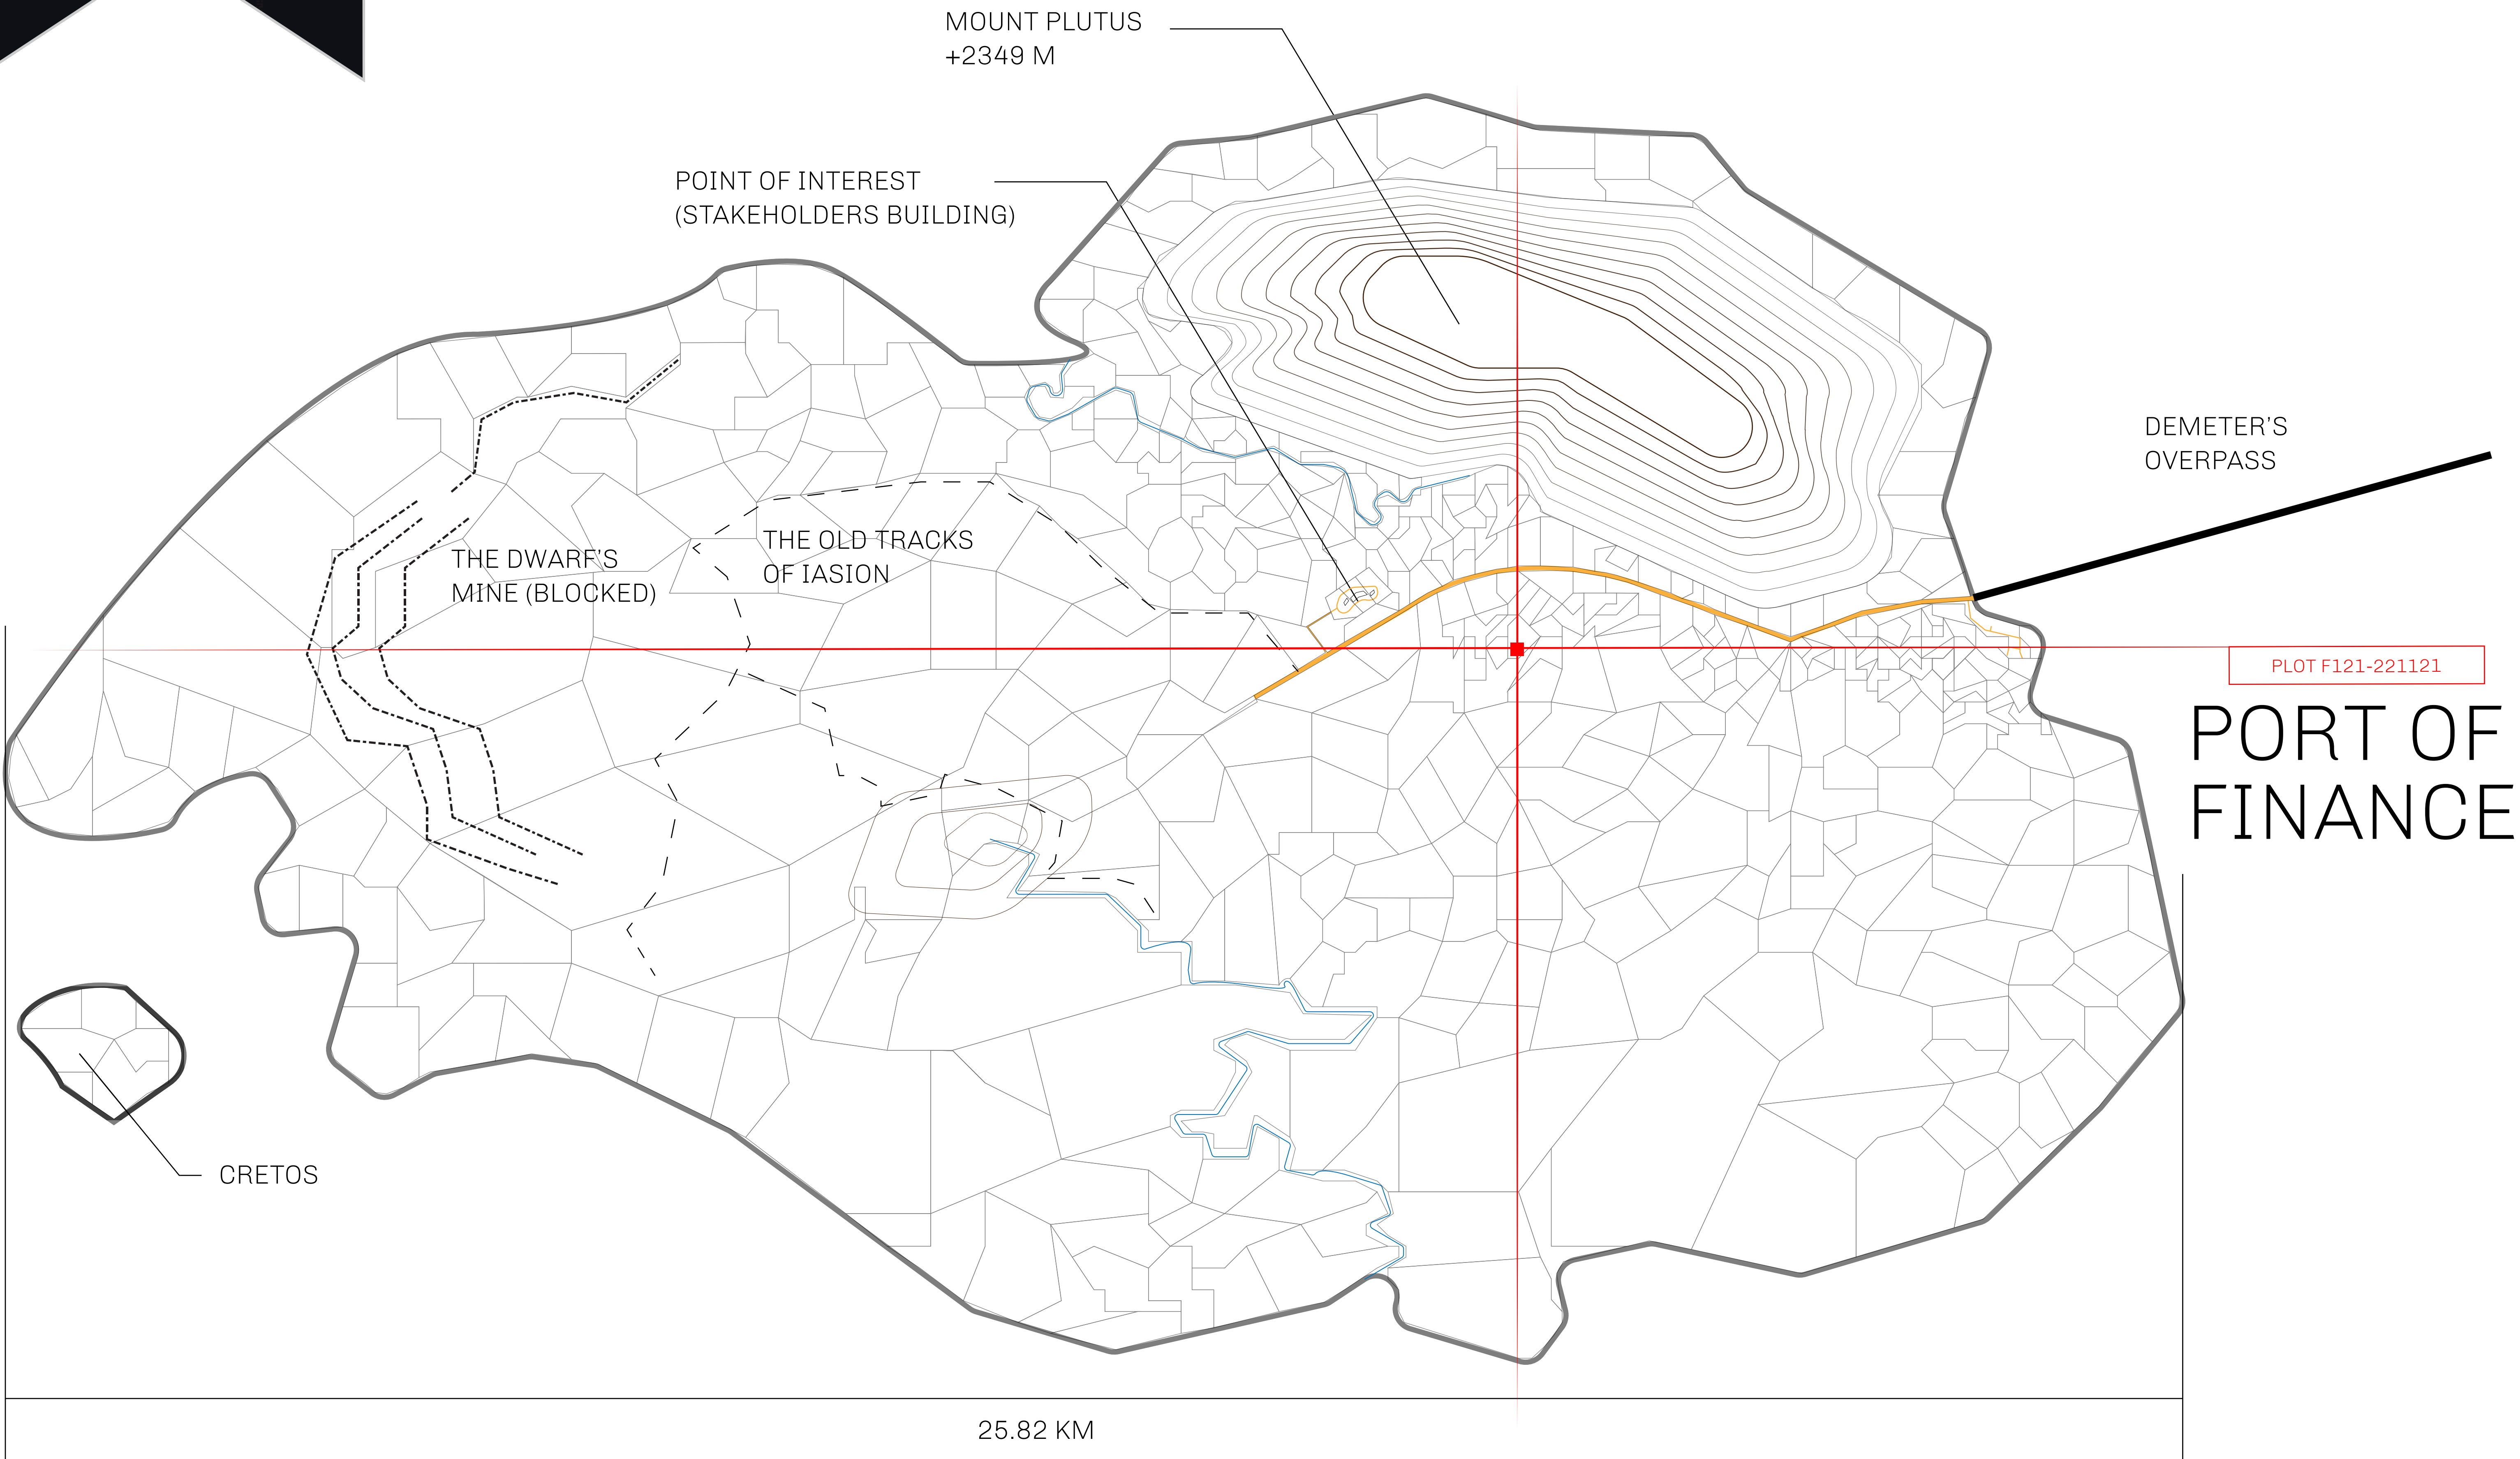 MOUNT PLUTUS
+2349 M
POINT OF INTEREST
(STAKEHOLDERS BUILDING)
DEMETER'S
OVERPASS
THE OLD TRACKS
OF IASION
THE DWARF'S
MINE (BLOCKED)
PLOT F121-221121
PORT OF
FINANCE
CRETOS
25.82 KM